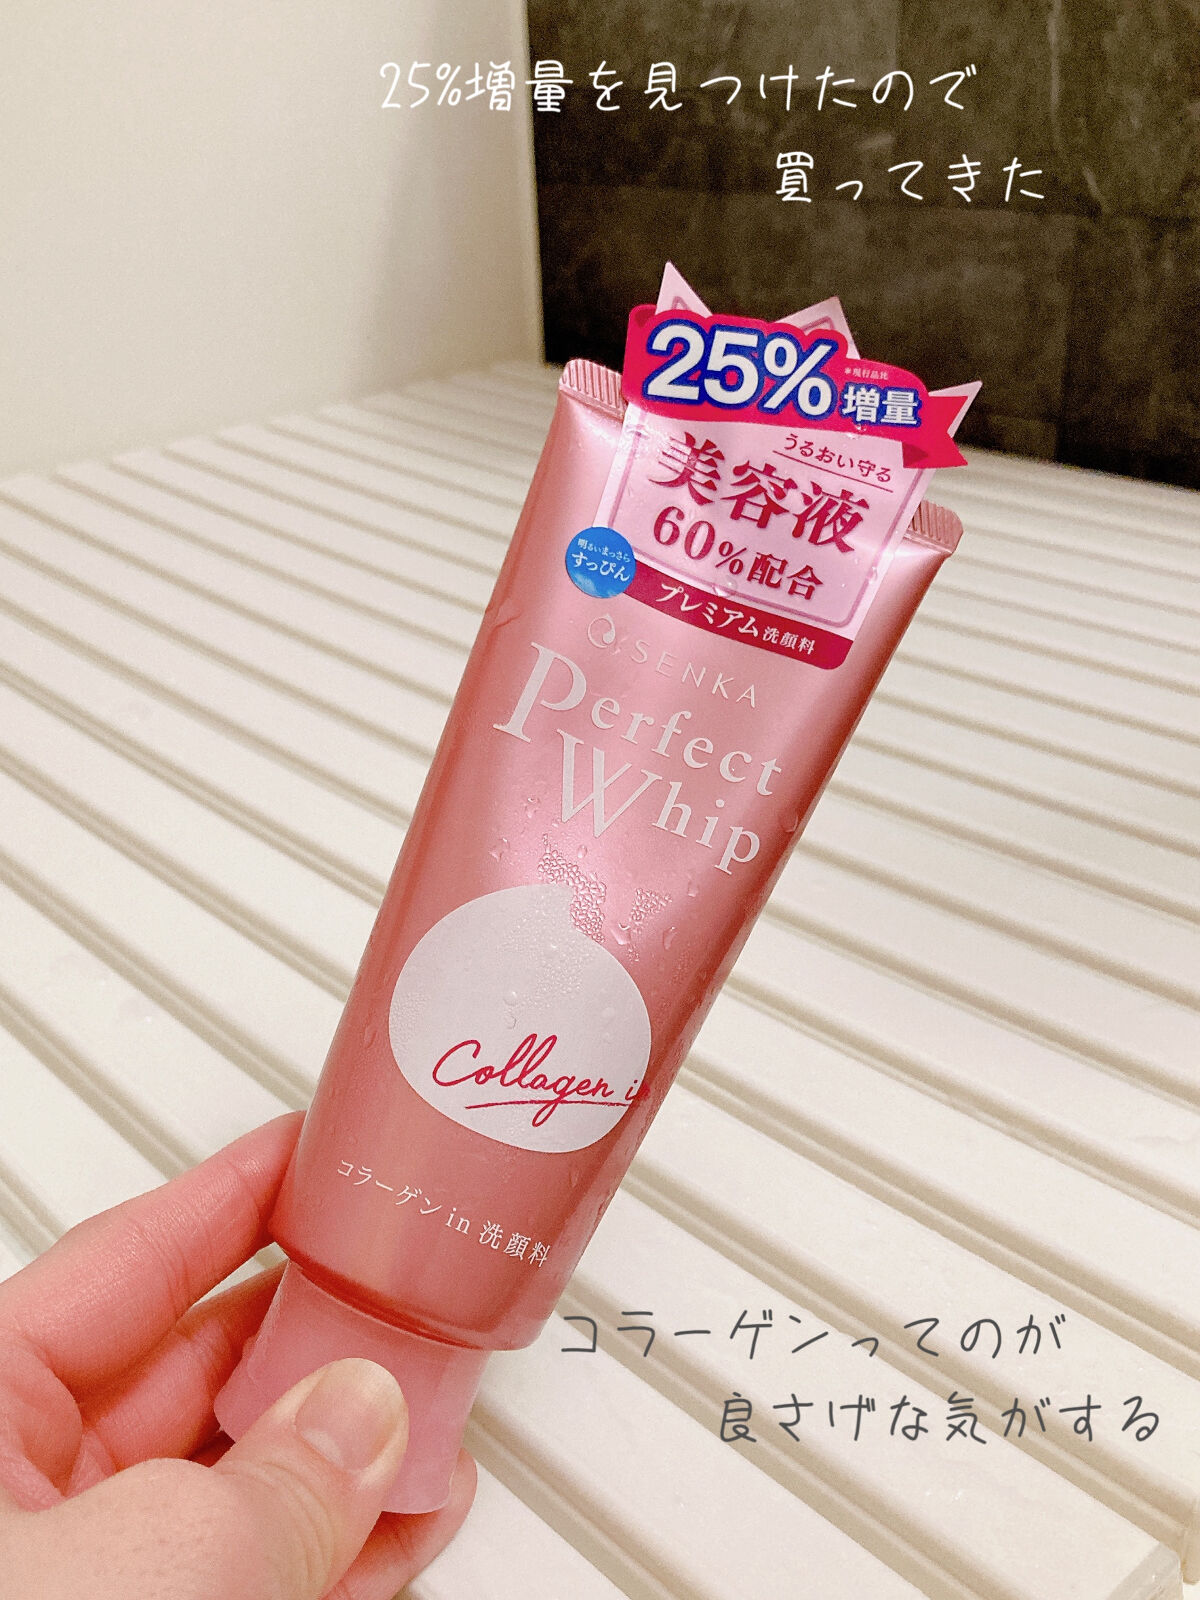 25%増量を見つけたので
買ってきた
25%増量
*現行品比
うるおい守る
美容液
60%配合
明るいまっさら
すっぴん
プレミアム洗顔料
SENKA
Perfect
Whip
Collagen in
コラーゲンin洗顔料
コラーゲンってのが
良さげな気がする